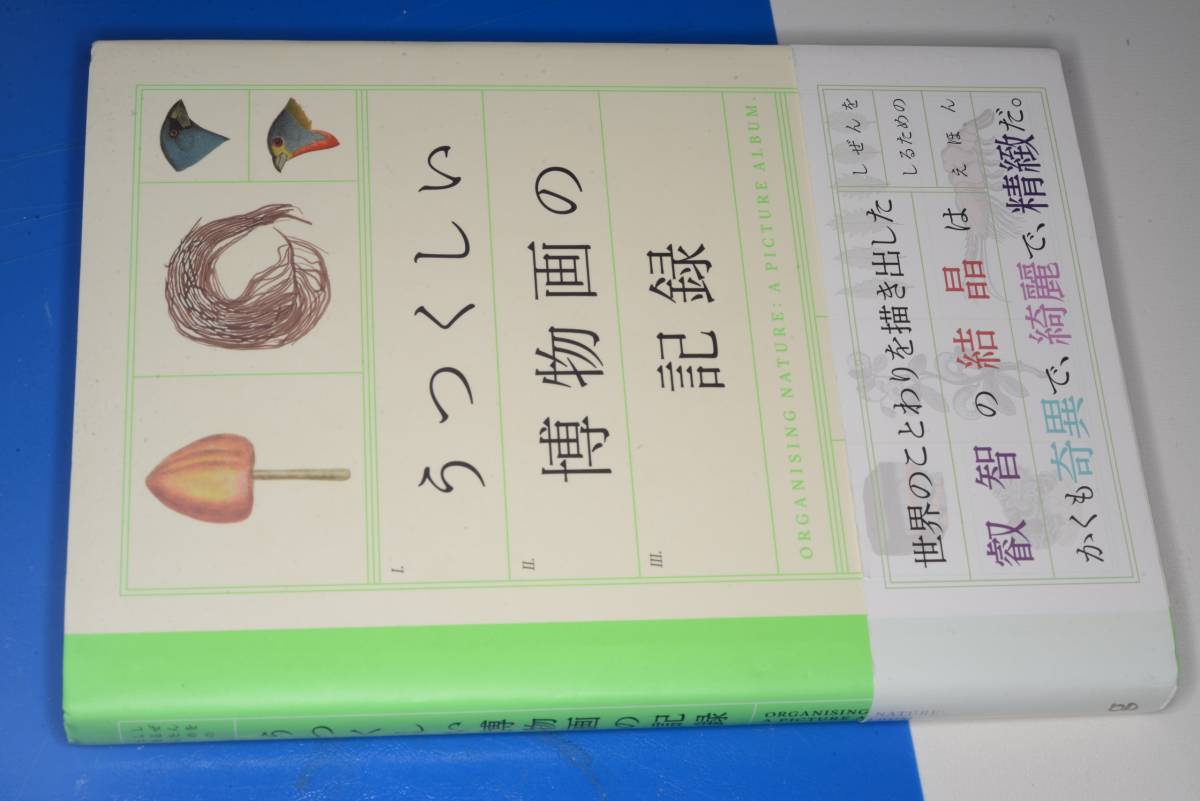 I.
うつくしい
II.
博物画の
III.
記録
ORGANISING NATURE: A PICTURE ALBUM.
しぜんを
しるための
えほん
世界のことわりを描き出した
叡智の結晶は
かくも奇異で、綺麗で、精緻だ。
うつくしい博物画の記録
ORGANISING NATURE: